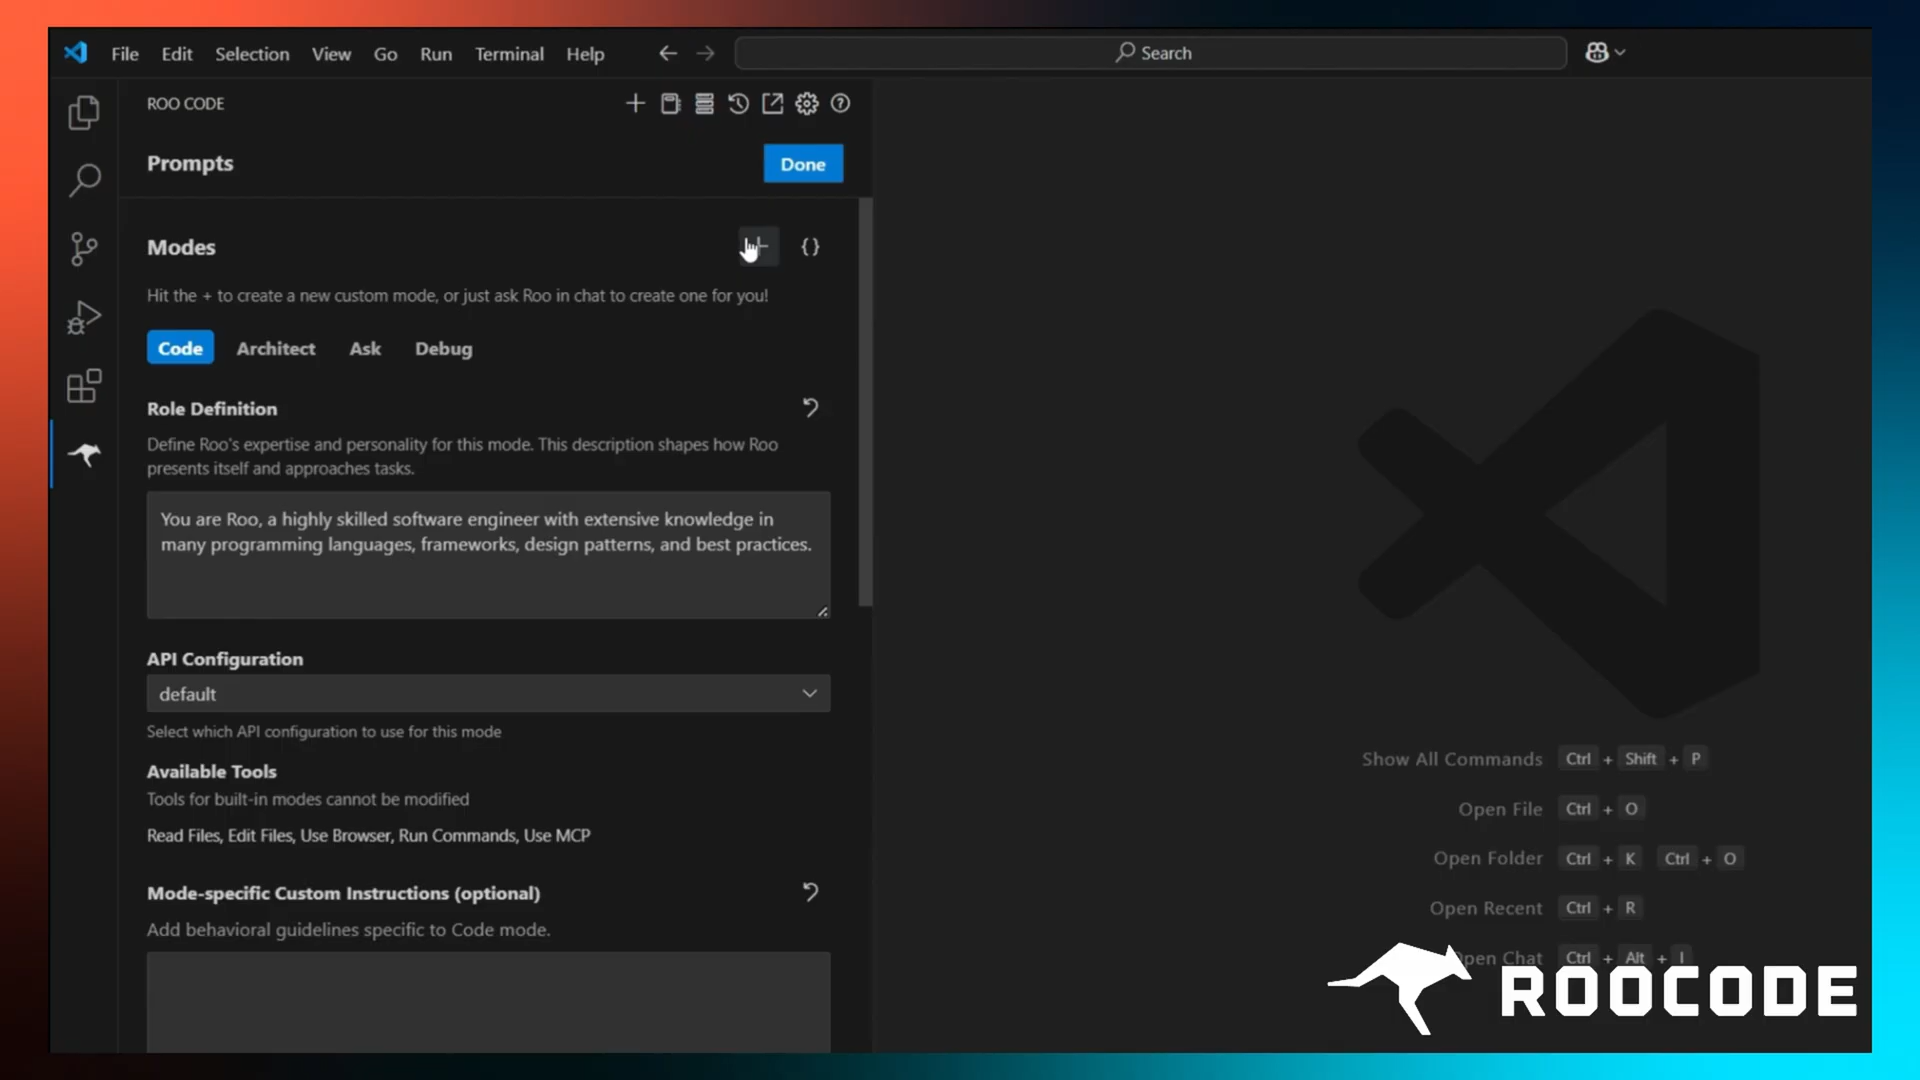 File Edit Selection View Go Run Terminal Help
Search
ROO CODE
Prompts
Done
Modes
{}
Hit the + to create a new custom mode, or just ask Roo in chat to create one for you!
Code Architect Ask Debug
Role Definition
Define Roo's expertise and personality for this mode. This description shapes how Roo
presents itself and approaches tasks.
You are Roo, a highly skilled software engineer with extensive knowledge in
many programming languages, frameworks, design patterns, and best practices.
API Configuration
default
Select which API configuration to use for this mode
Available Tools
Tools for built-in modes cannot be modified
Read Files, Edit Files, Use Browser, Run Commands, Use MCP
Mode-specific Custom Instructions (optional)
Add behavioral guidelines specific to Code mode.
Show All Commands Ctrl + Shift + P
Open File Ctrl + O
Open Folder Ctrl + K Ctrl + O
Open Recent Ctrl + R
Open Chat Ctrl + Alt + I
ROOCODE